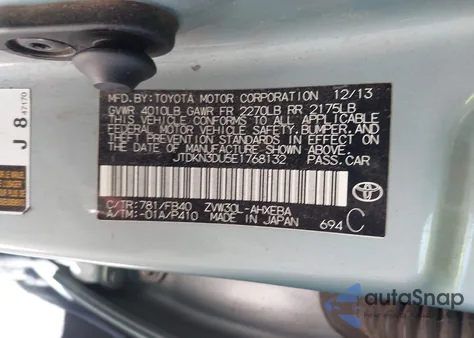 MFD.BY:TOYOTA MOTOR CORPORATION 12/13
GVWR 4010LB GAWR FR 2270LB RR 2175LB
THIS VEHICLE CONFORMS TO ALL APPLICABLE
FEDERAL MOTOR VEHICLE SAFETY, BUMPER, AND
THEFT PREVENTION STANDARDS IN EFFECT ON
THE DATE OF MANUFACTURE SHOWN ABOVE.
JTDKN3DU5E1768132 PASS.CAR
C/TR:781/FB40 ZVW30L-AHXEBA
A/TM:-01A/P410 MADE IN JAPAN
694 C
J 8
47170
autoSnap